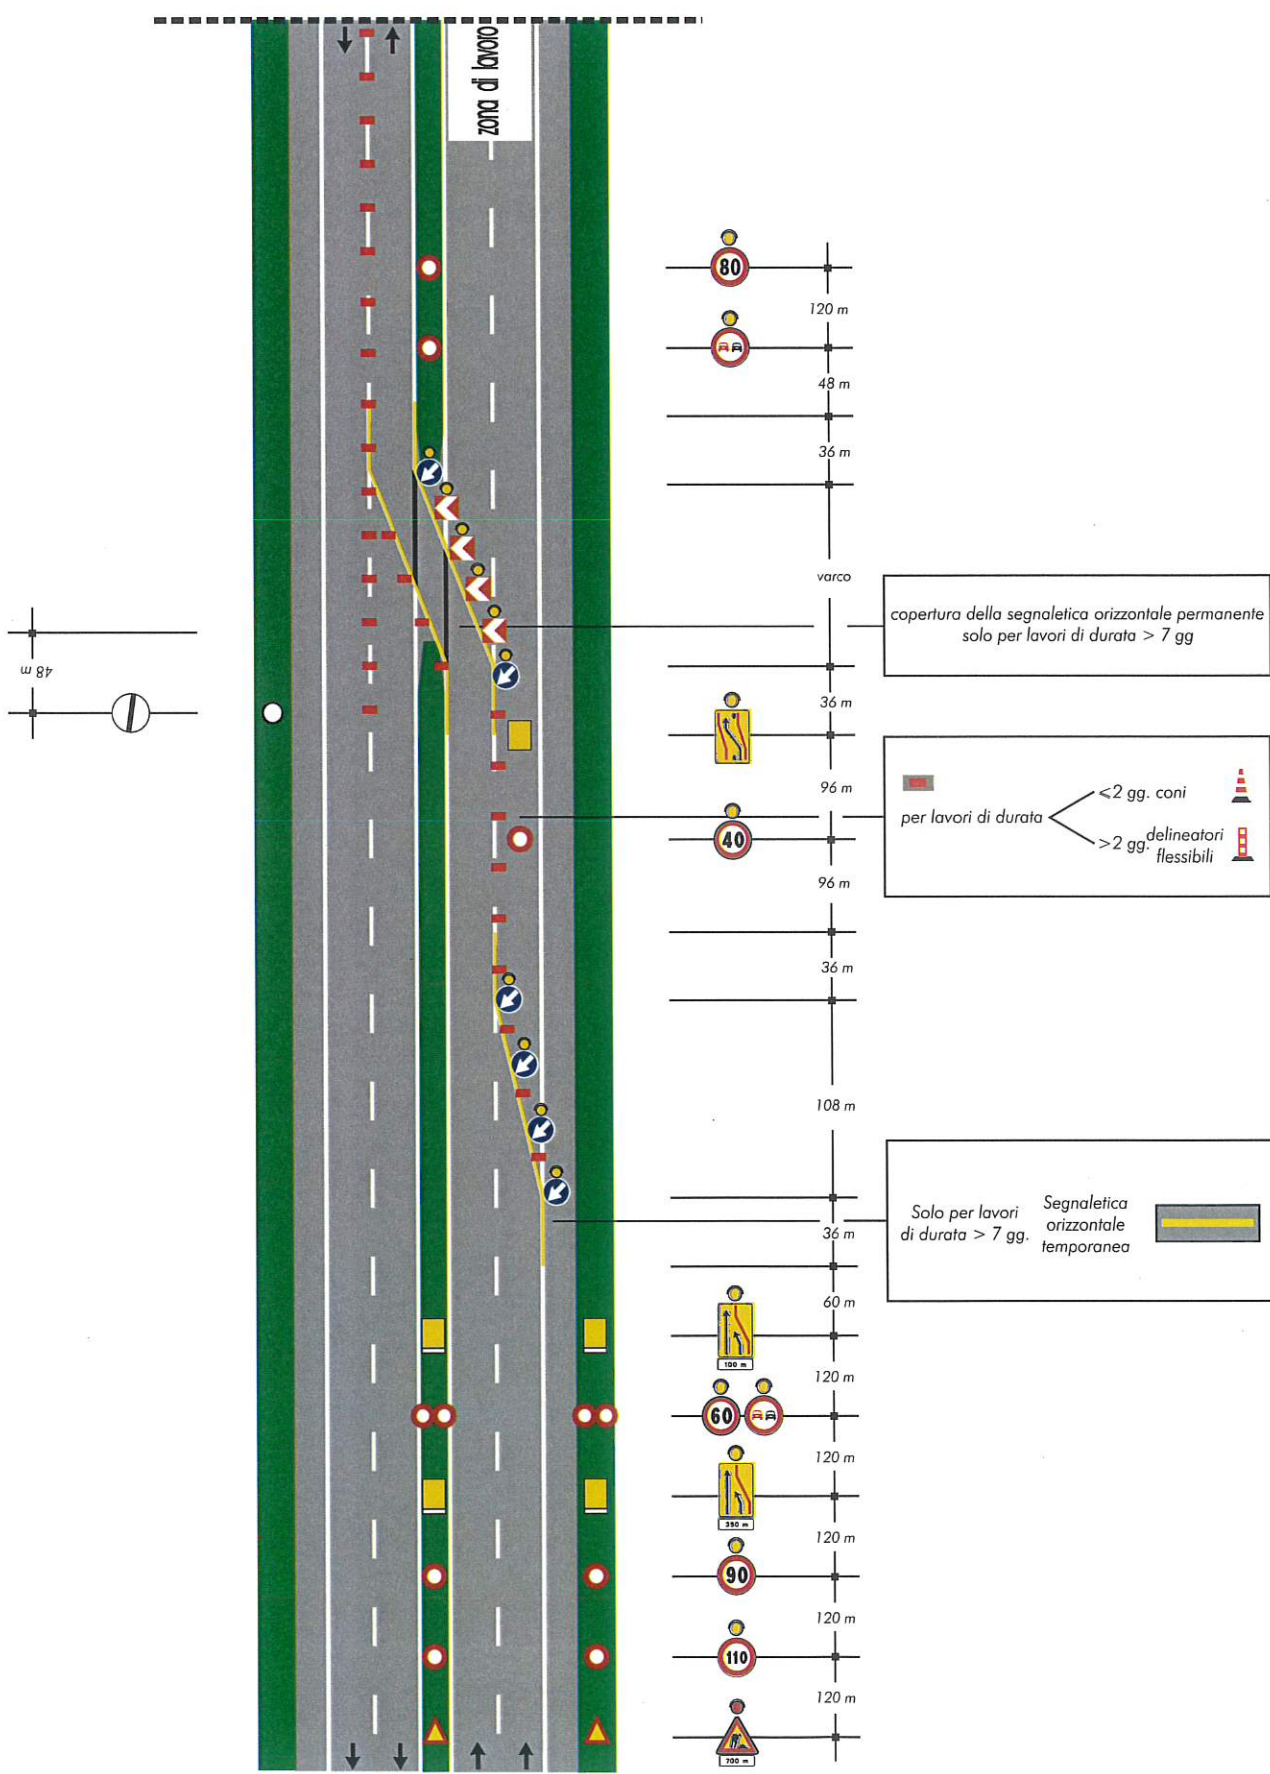 zona di lavoro
80
120 m
48 m
36 m
varco
copertura della segnaletica orizzontale permanente
solo per lavori di durata > 7 gg
48 m
36 m
96 m
per lavori di durata
≤2 gg. coni
>2 gg. delineatori
flessibili
40
96 m
36 m
108 m
Solo per lavori
di durata > 7 gg.
Segnaletica
orizzontale
temporanea
36 m
60 m
100 m
120 m
60
120 m
350 m
120 m
90
120 m
110
120 m
700 m